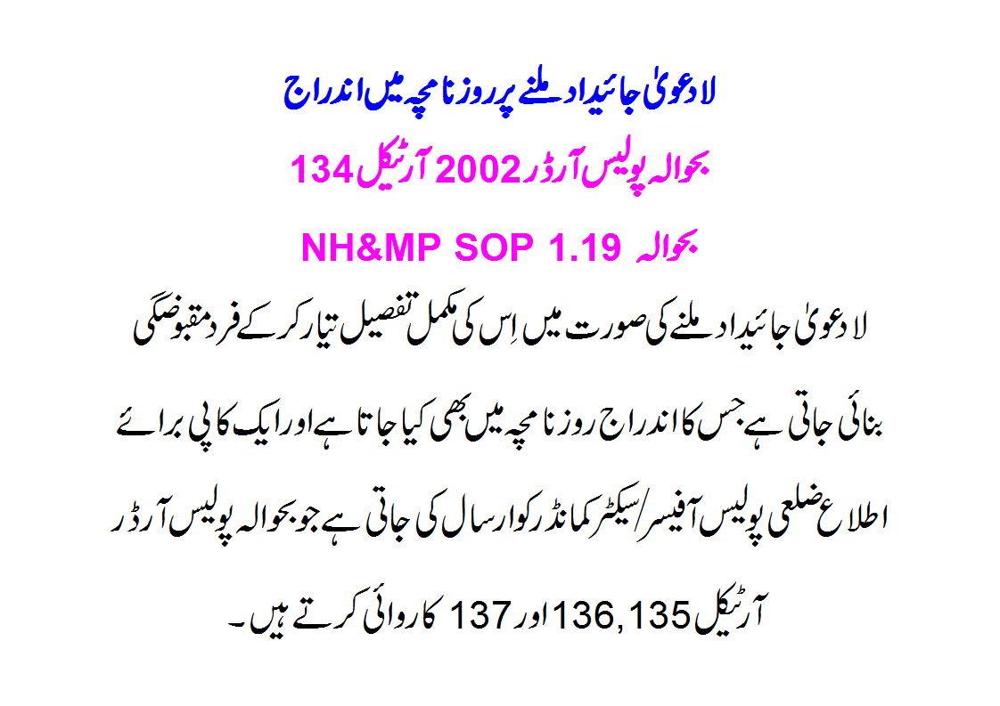 لا دعویٰ جائیداد ملنے پر روزنامچہ میں اندراج
بحوالہ پولیس آرڈر 2002 آرٹیکل 134
بحوالہ NH&MP SOP 1.19
لا دعویٰ جائیداد ملنے کی صورت میں اِس کی مکمل تفصیل تیار کر کے فرد مقبوضگی
بنائی جاتی ہے جس کا اندراج روزنامچہ میں بھی کیا جاتا ہے اور ایک کاپی برائے
اطلاع ضلعی پولیس آفیسر/سیکٹر کمانڈر کو ارسال کی جاتی ہے جو بحوالہ پولیس آرڈر
آرٹیکل 136,135 اور 137 کاروائی کرتے ہیں۔